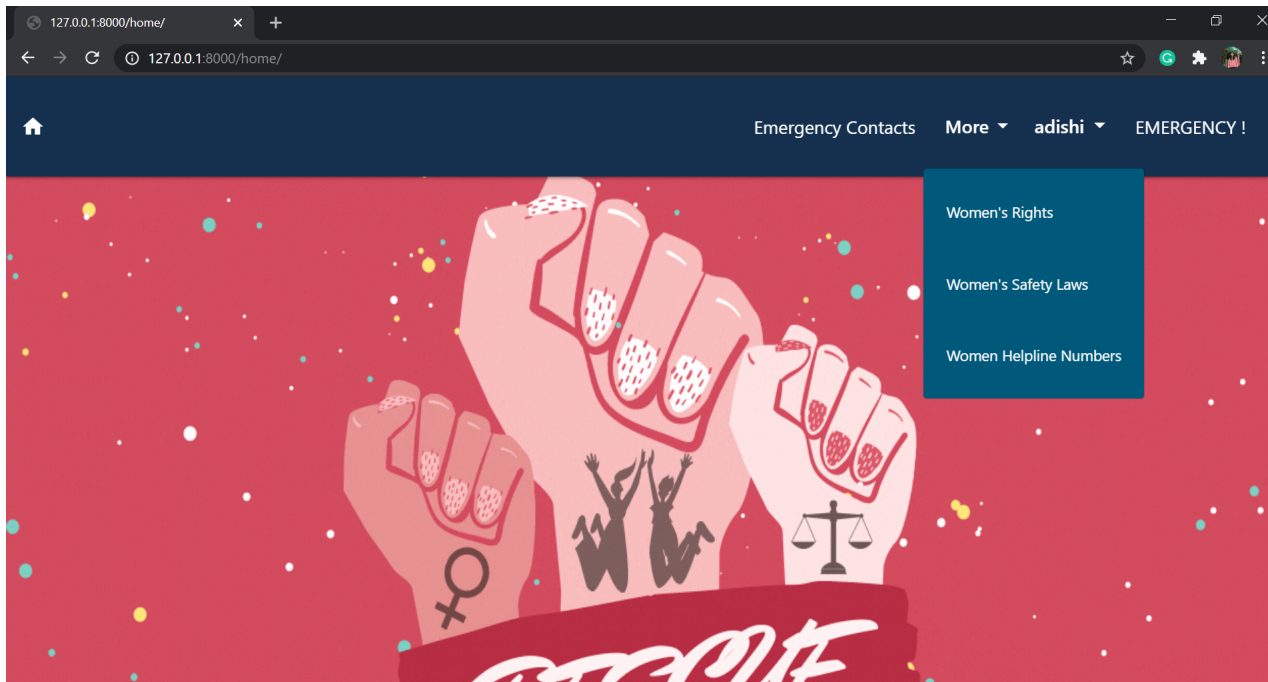 127.0.0.1:8000/home/
127.0.0.1:8000/home/
Emergency Contacts More adishi EMERGENCY !
Women's Rights
Women's Safety Laws
Women Helpline Numbers